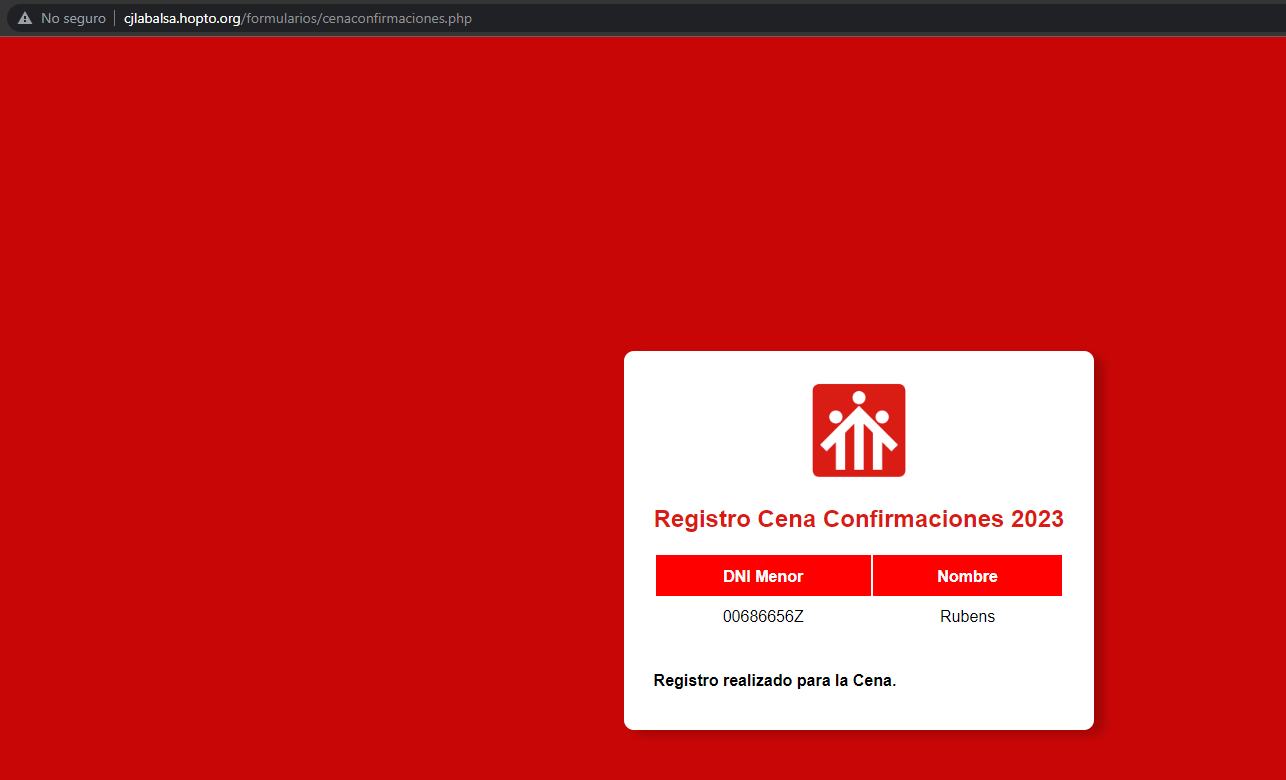 No seguro | cjlabalsa.hopto.org/formularios/cenaconfirmaciones.php
Registro Cena Confirmaciones 2023
DNI Menor Nombre
00686656Z Rubens
Registro realizado para la Cena.